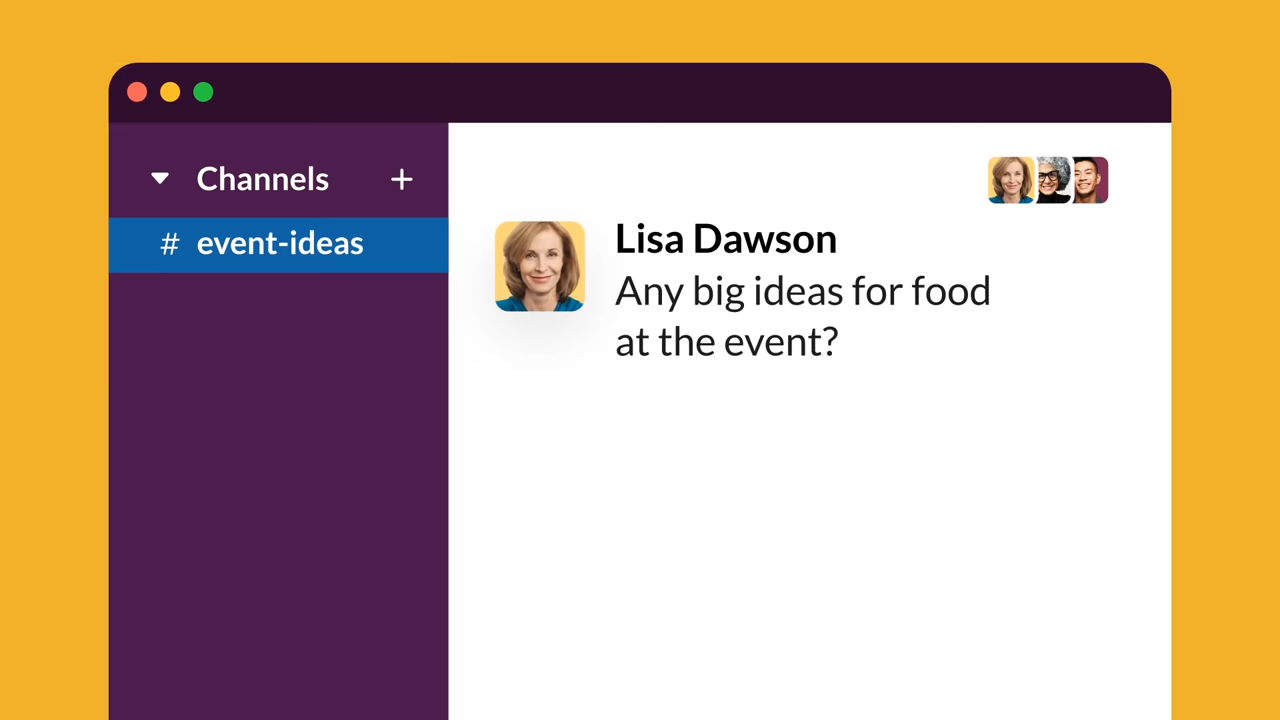 Channels +
# event-ideas
Lisa Dawson
Any big ideas for food
at the event?